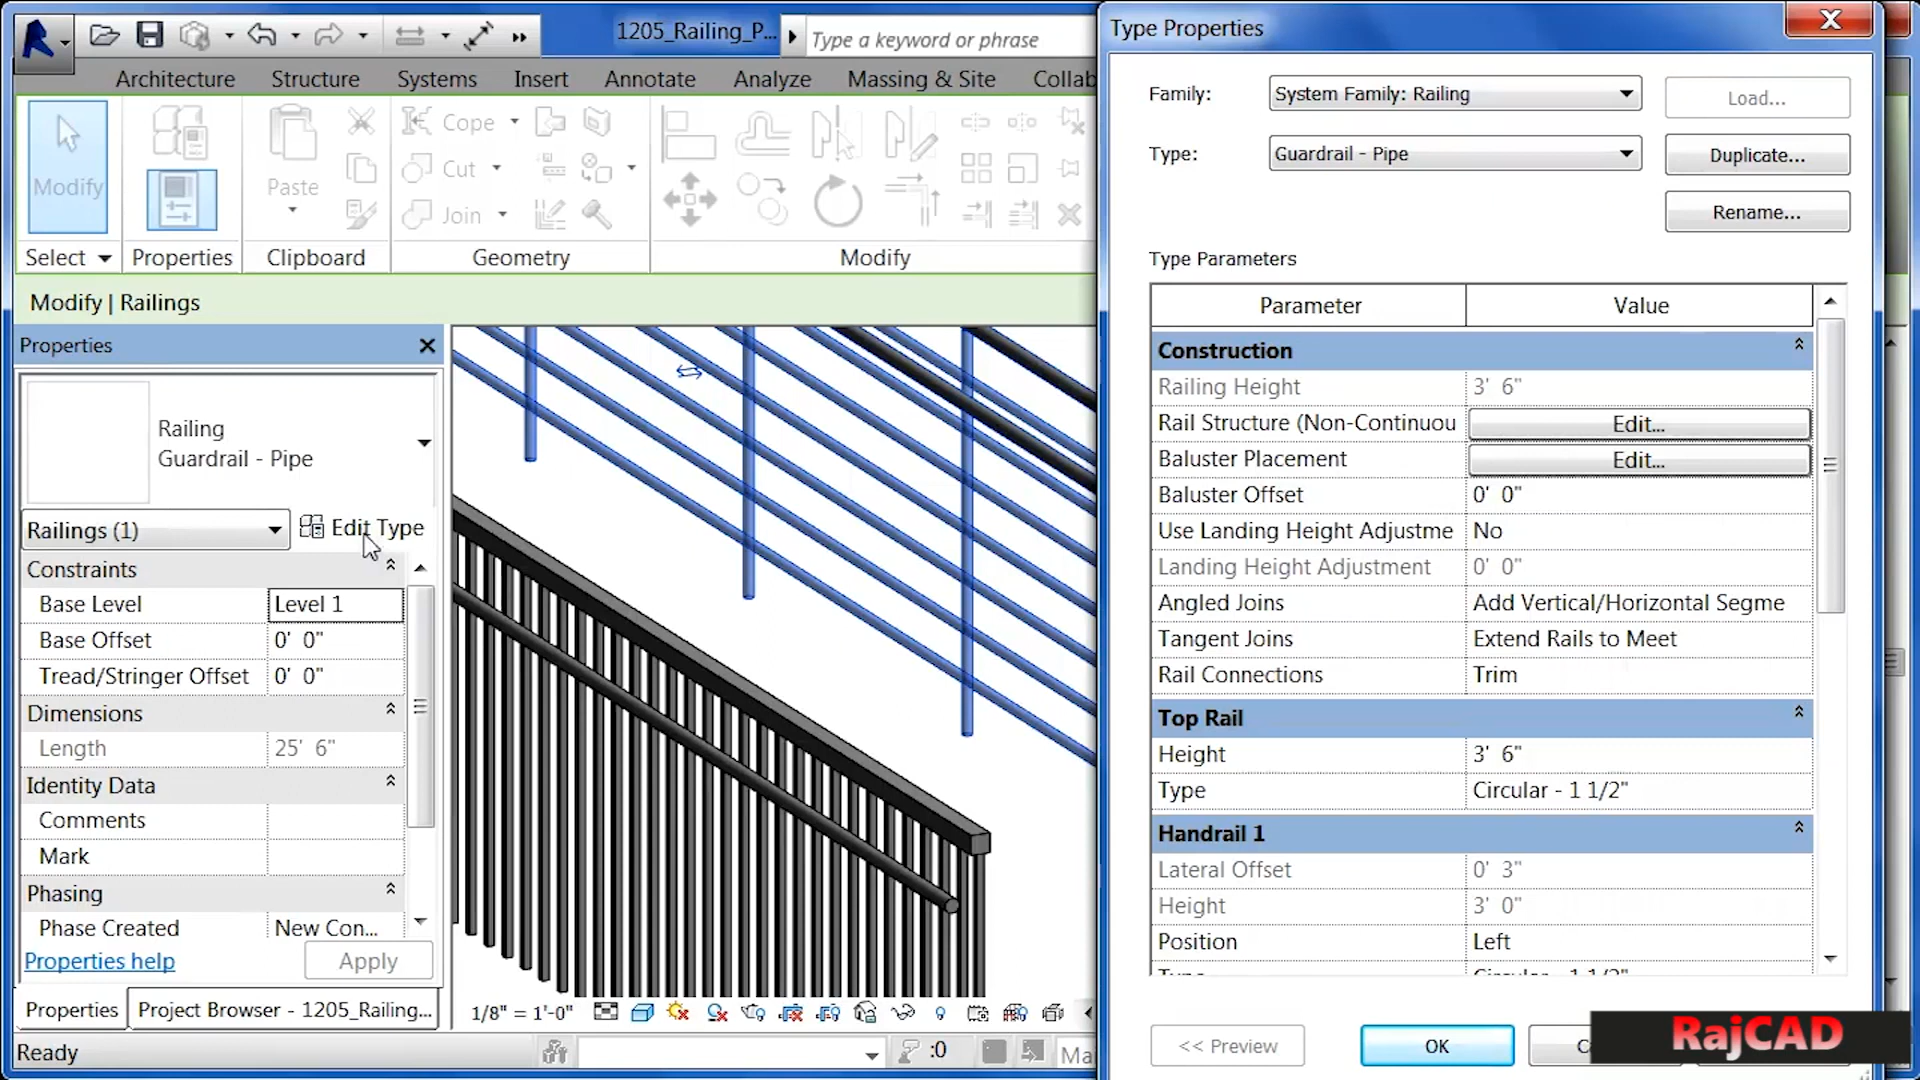 1205_Railing_P...
Type a keyword or phrase
Architecture
Structure
Systems
Insert
Annotate
Analyze
Massing & Site
Collab
Modify
Paste
Cope
Cut
Join
Select
Properties
Clipboard
Geometry
Modify
Modify | Railings
Properties
Railing
Guardrail - Pipe
Railings (1)
Edit Type
Constraints
Base Level Level 1
Base Offset 0' 0"
Tread/Stringer Offset 0' 0"
Dimensions
Length 25' 6"
Identity Data
Comments
Mark
Phasing
Phase Created New Con...
Properties help
Apply
Properties
Project Browser - 1205_Railing...
1/8" = 1'-0"
Ready
:0
Ma
Type Properties
Family: System Family: Railing
Load...
Type: Guardrail - Pipe
Duplicate...
Rename...
Type Parameters
Parameter Value
Construction
Railing Height 3' 6"
Rail Structure (Non-Continuou Edit...
Baluster Placement Edit...
Baluster Offset 0' 0"
Use Landing Height Adjustme No
Landing Height Adjustment 0' 0"
Angled Joins Add Vertical/Horizontal Segme
Tangent Joins Extend Rails to Meet
Rail Connections Trim
Top Rail
Height 3' 6"
Type Circular - 1 1/2"
Handrail 1
Lateral Offset 0' 3"
Height 3' 0"
Position Left
Type Circular - 1 1/2"
<< Preview
OK
RajCAD